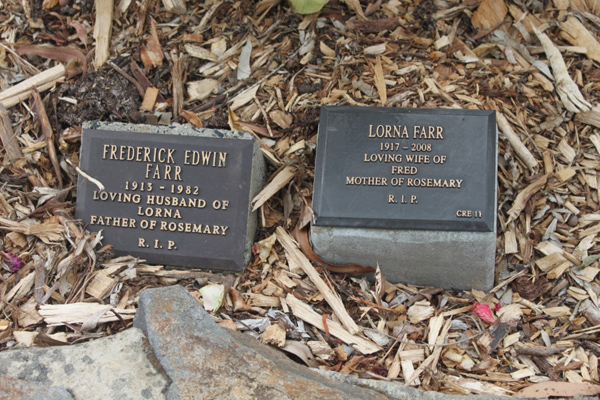 FREDERICK EDWIN
FARR
1913 - 1982
LOVING HUSBAND OF
LORNA
FATHER OF ROSEMARY
R. I. P.
LORNA FARR
1917 - 2008
LOVING WIFE OF
FRED
MOTHER OF ROSEMARY
R. I. P.
CRE 13